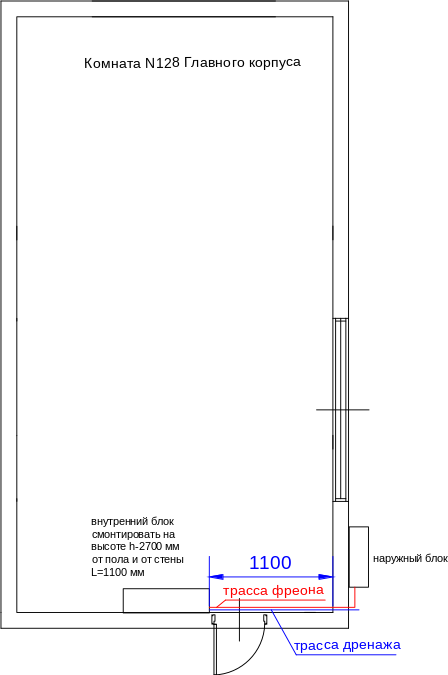 Комната N128 Главного корпуса
внутренний блок
смонтировать на
высоте h-2700 мм
от пола и от стены
L=1100 мм
1100
наружный блок
трасса фреона
трасса дренажа